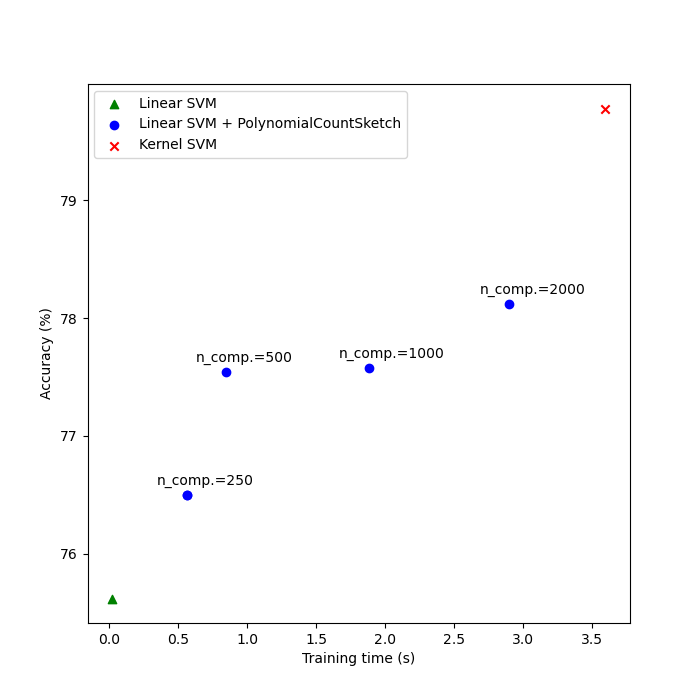 Linear SVM
Linear SVM + PolynomialCountSketch
Kernel SVM
79
n_comp.=2000
78
n_comp.=500
n_comp.=1000
77
n_comp.=250
76
Accuracy (%)
0.0 0.5 1.0 1.5 2.0 2.5 3.0 3.5
Training time (s)